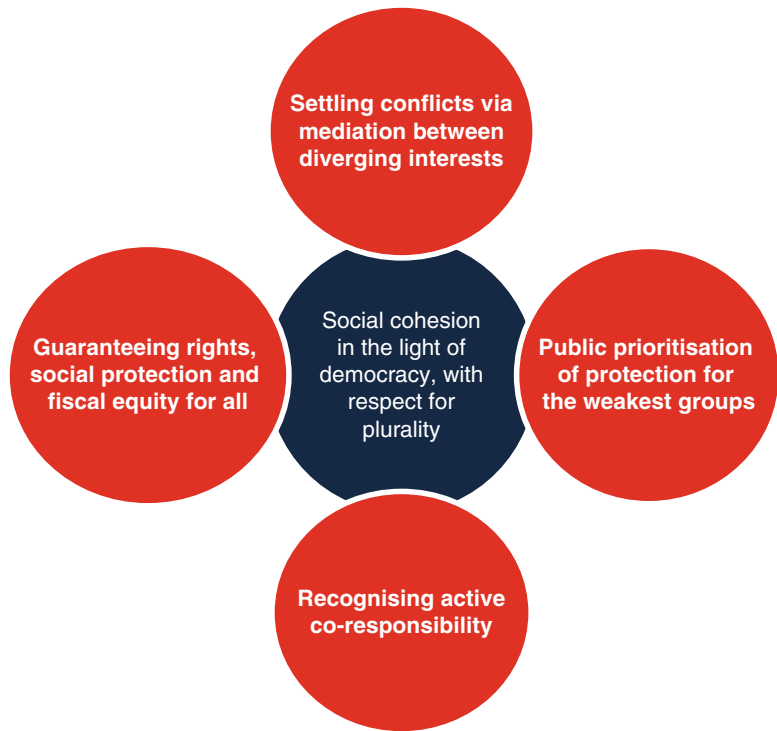 Settling conflicts via
mediation between
diverging interests
Guaranteeing rights,
social protection and
fiscal equity for all
Social cohesion
in the light of
democracy, with
respect for
plurality
Public prioritisation
of protection for
the weakest groups
Recognising active
co-responsibility